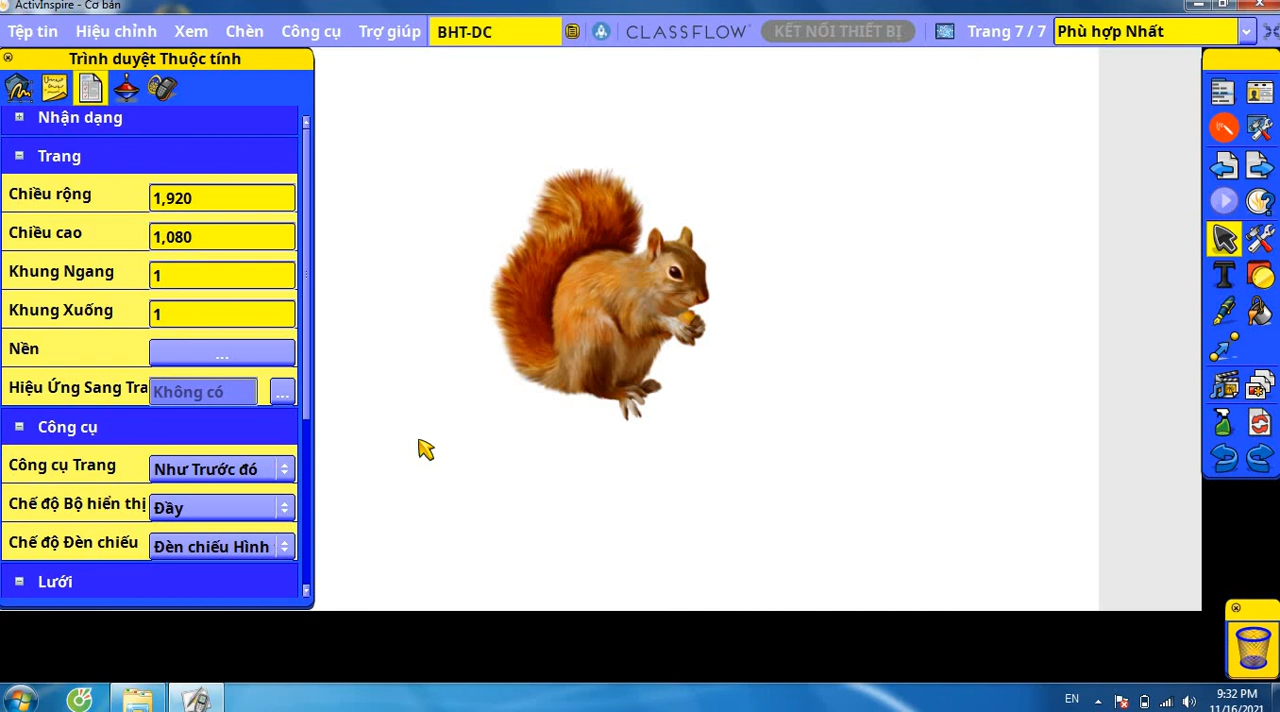 ActivInspire - Cơ bản
Tệp tin Hiệu chỉnh Xem Chèn Công cụ Trợ giúp BHT-DC CLASSFLOW KẾT NỐI THIẾT BỊ Trang 7 / 7 Phù hợp Nhất
Trình duyệt Thuộc tính
Nhận dạng
Trang
Chiều rộng 1,920
Chiều cao 1,080
Khung Ngang 1
Khung Xuống 1
Nền ...
Hiệu Ứng Sang Tra Không có ...
Công cụ
Công cụ Trang Như Trước đó
Chế độ Bộ hiển thị Đầy
Chế độ Đèn chiếu Đèn chiếu Hình
Lưới
EN 9:32 PM
11/16/2021